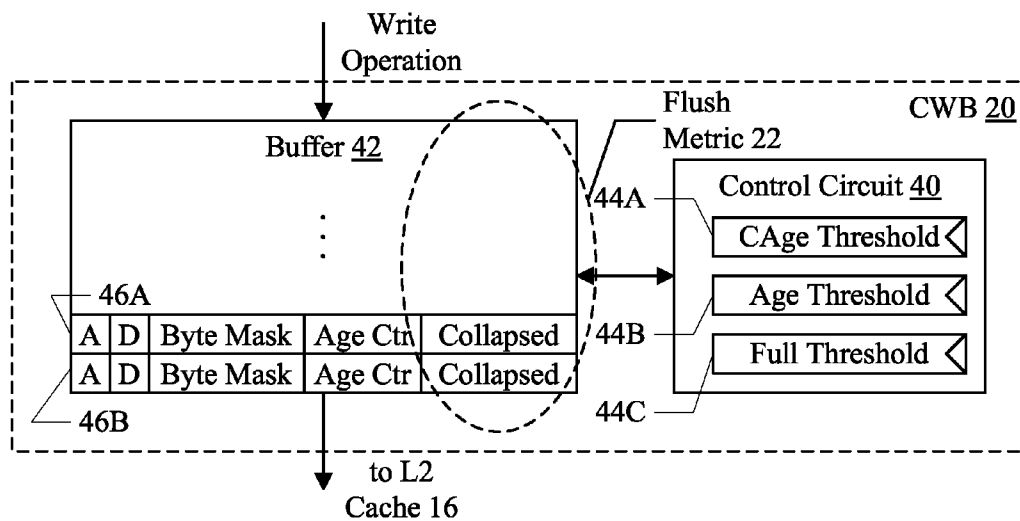 Write
Operation
Flush
Metric 22
CWB 20
Buffer 42
Control Circuit 40
44A
CAge Threshold
46A
44B
Age Threshold
A D Byte Mask Age Ctr Collapsed
Full Threshold
A D Byte Mask Age Ctr Collapsed
46B
44C
to L2
Cache 16